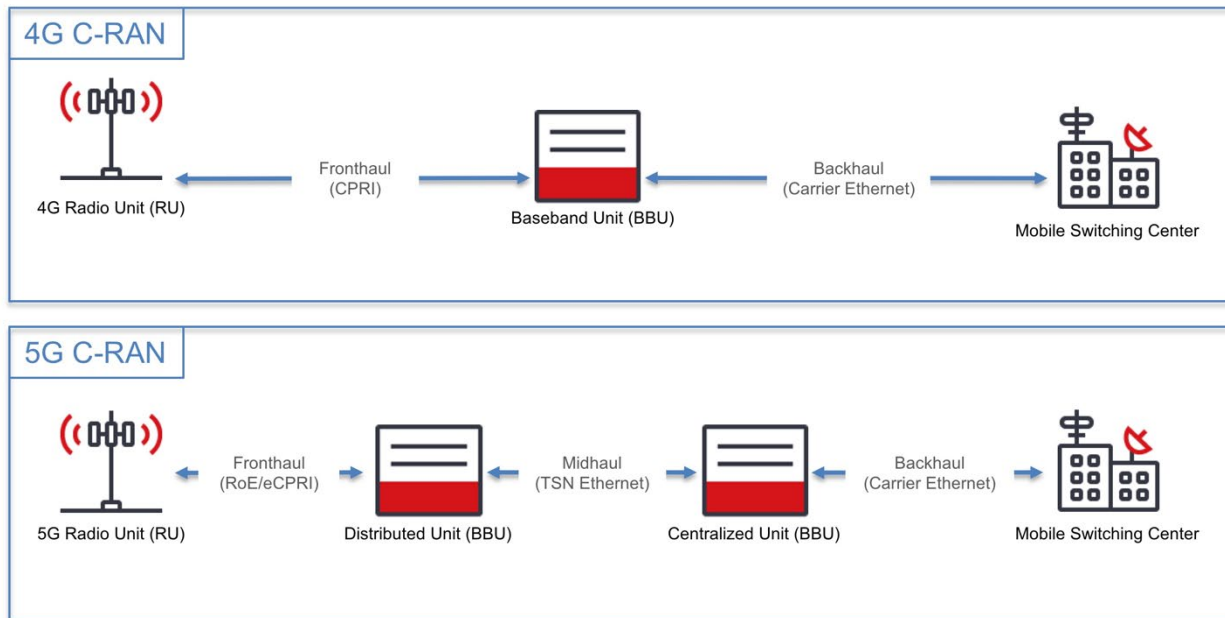 4G C-RAN
Fronthaul
(CPRI)
Backhaul
(Carrier Ethernet)
4G Radio Unit (RU)
Baseband Unit (BBU)
Mobile Switching Center
5G C-RAN
Fronthaul
(RoE/eCPRI)
Midhaul
(TSN Ethernet)
Backhaul
(Carrier Ethernet)
5G Radio Unit (RU)
Distributed Unit (BBU)
Centralized Unit (BBU)
Mobile Switching Center